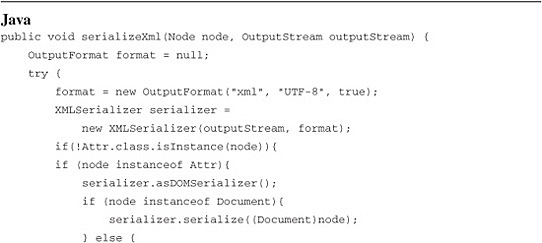 Java
public void serializeXml(Node node, OutputStream outputStream) {
OutputFormat format = null;
try {
format = new OutputFormat("xml", "UTF-8", true);
XMLSerializer serializer =
new XMLSerializer(outputStream, format);
if(!Attr.class.isInstance(node)){
if (node instanceof Attr){
serializer.asDOMSerializer();
if (node instanceof Document){
serializer.serialize((Document)node);
} else {